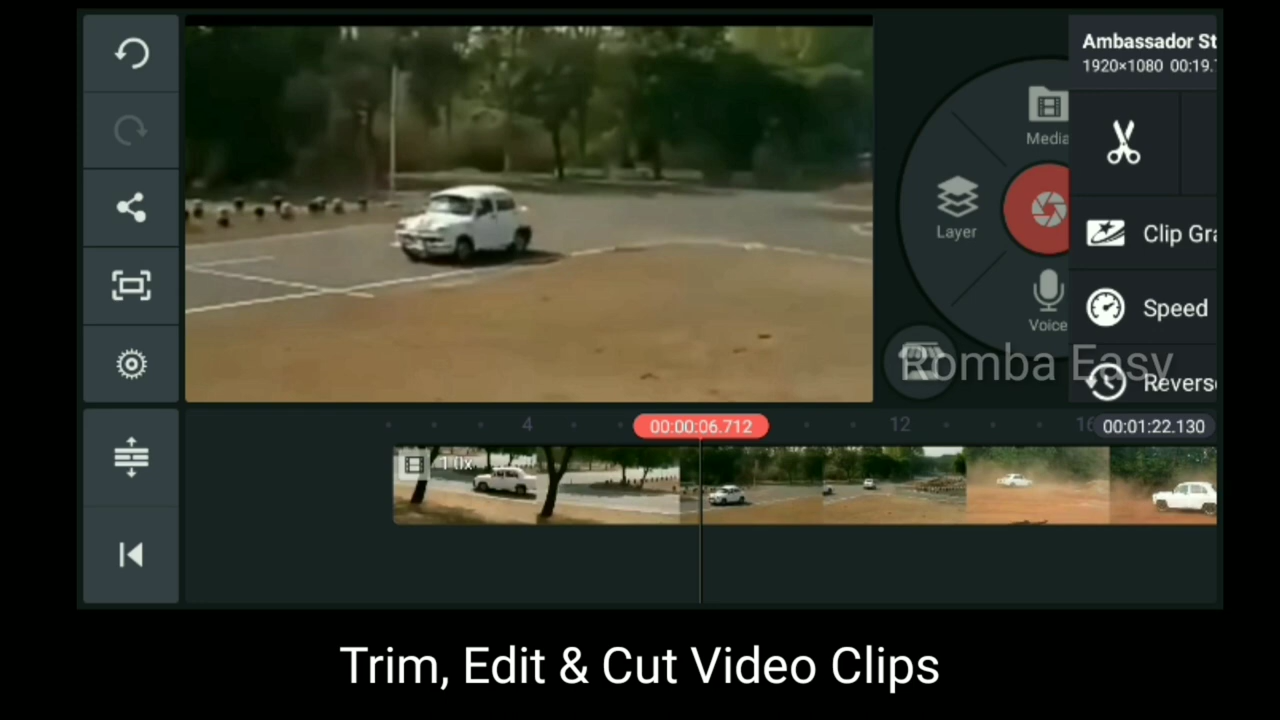 Ambassador St
1920×1080 00:19.
Media
Layer
Clip Gra
Speed
Voice
Romba Easy
Reverse
4
00:00:06.712
12
16
00:01:22.130
1.0x
Trim, Edit & Cut Video Clips